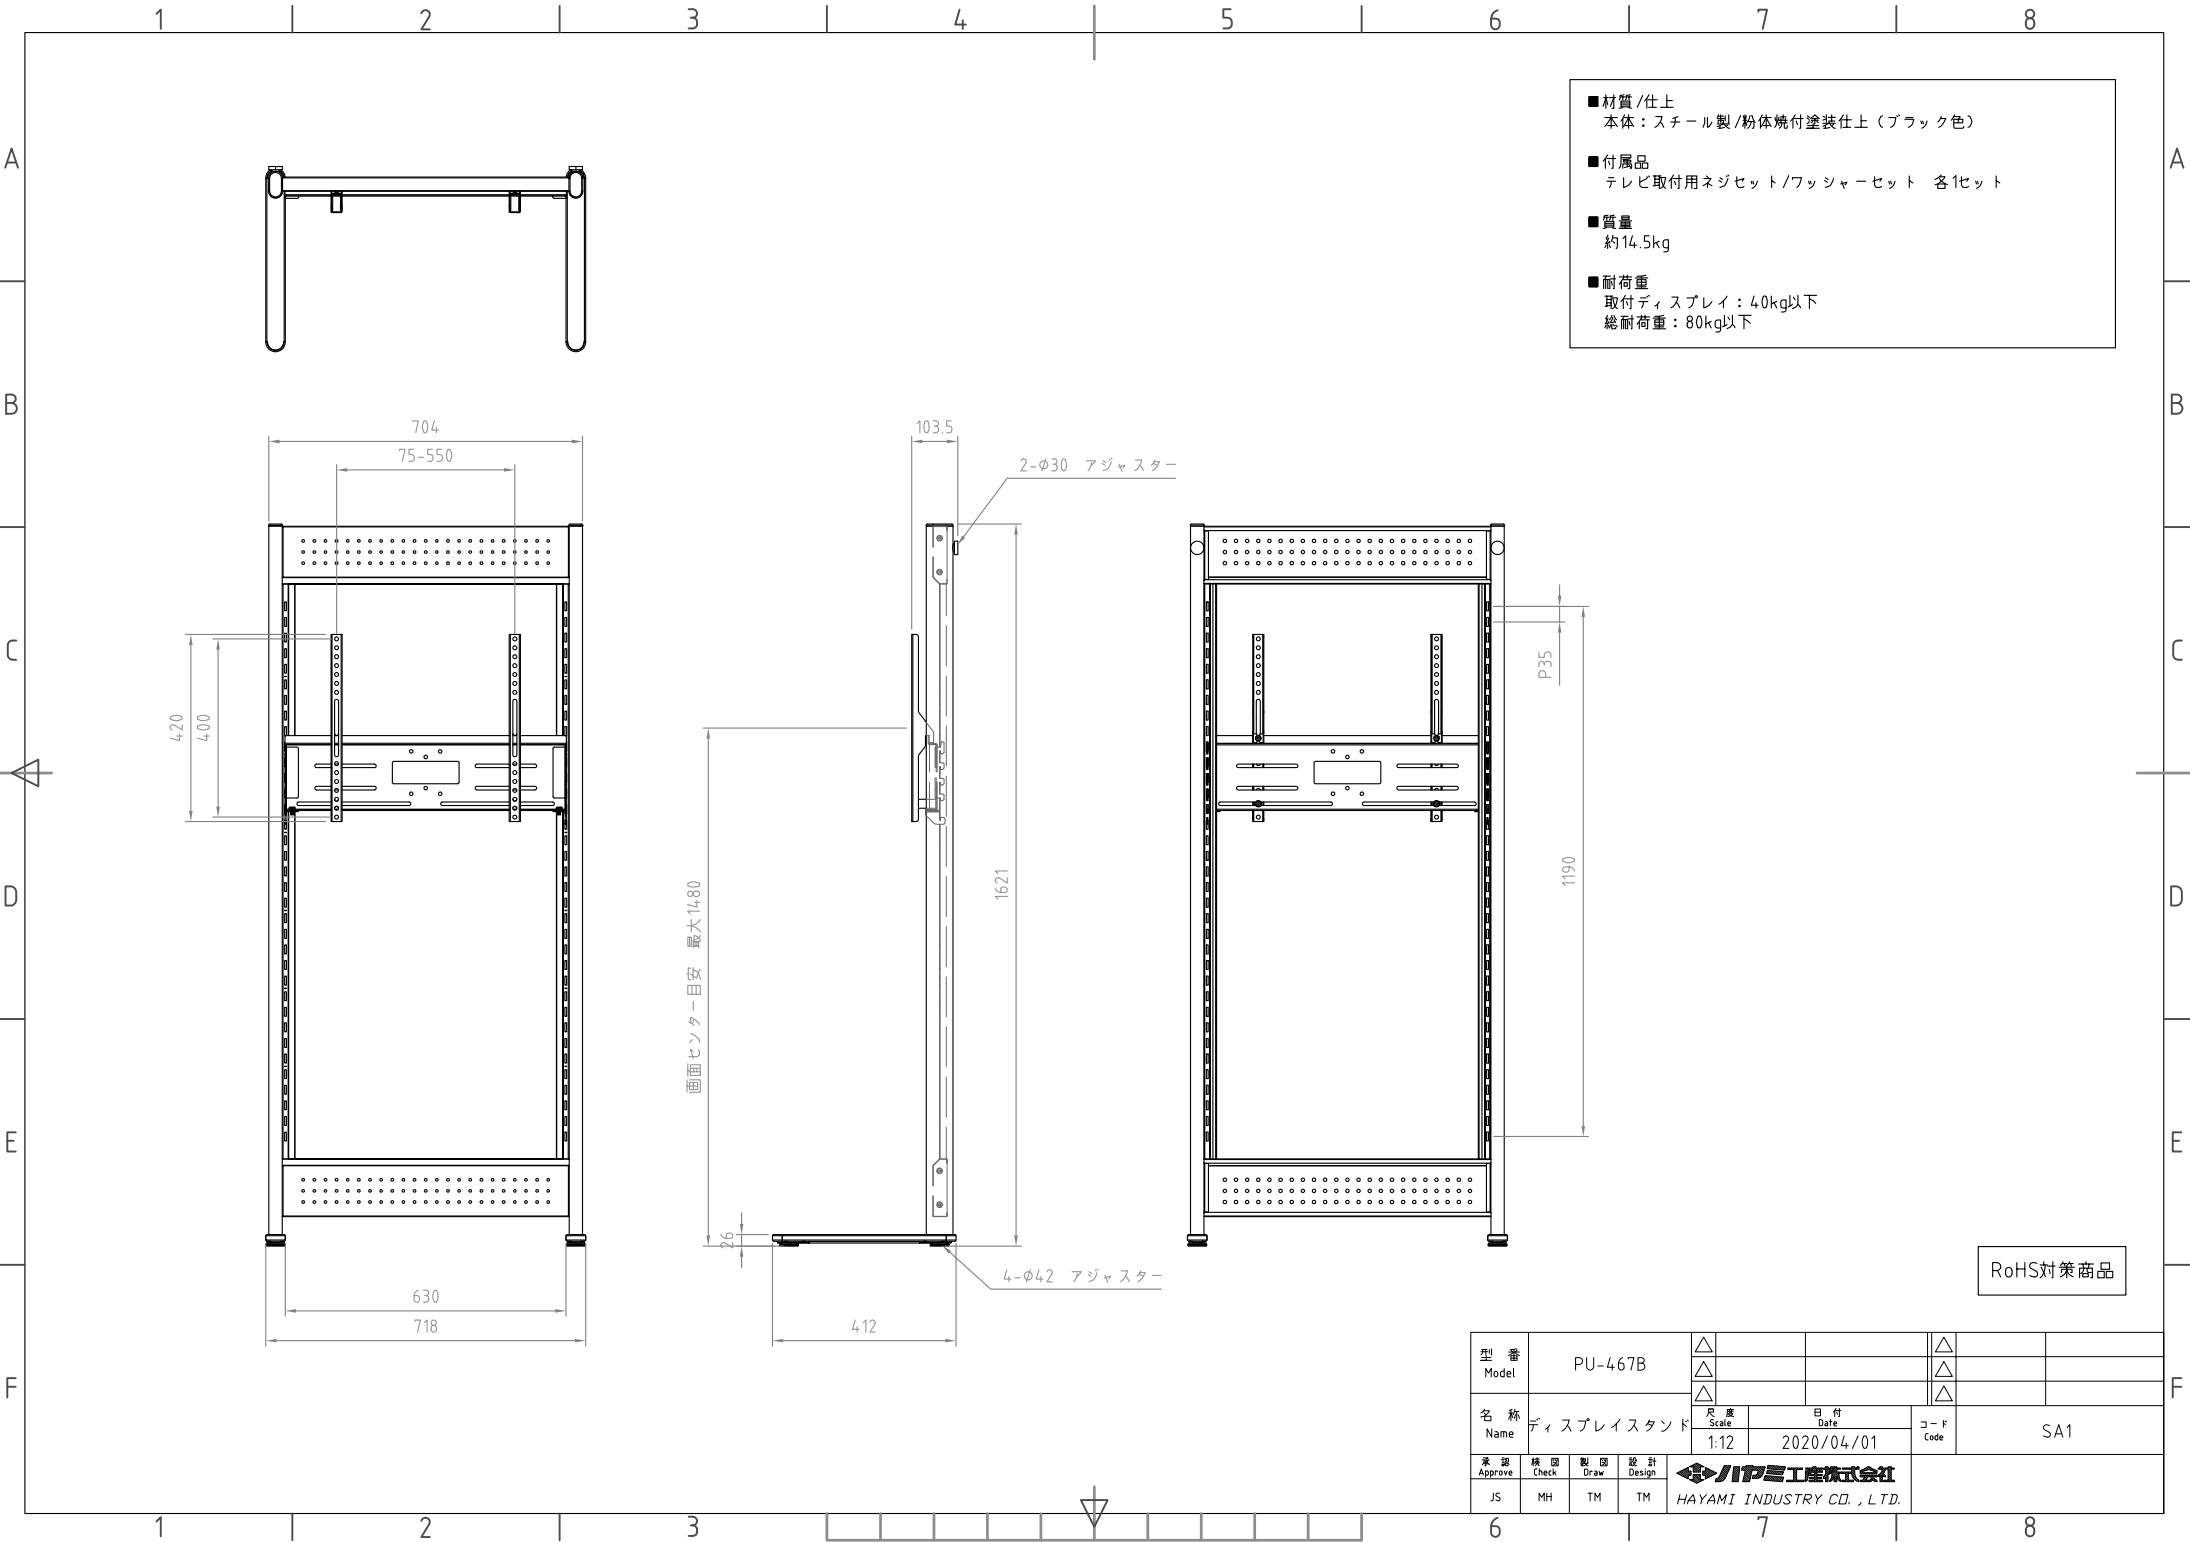 1 2 3 4 5 6 7 8
A
B
C
D
E
F
A
B
C
D
E
F
■材質/仕上
本体：スチール製/粉体焼付塗装仕上（ブラック色）
■付属品
テレビ取付用ネジセット/ワッシャーセット　各1セット
■質量
約14.5kg
■耐荷重
取付ディスプレイ：40kg以下
総耐荷重：80kg以下
704
75-550
420
400
630
718
103.5
2-Φ30　アジャスター
画面センター目安　最大1480
1621
26
4-Φ42　アジャスター
412
P35
1190
RoHS対策商品
型　番
Model
PU-467B
名　称
Name
ディスプレイスタンド
尺　度
Scale
1:12
日　付
Date
2020/04/01
コード
Code
SA1
承　認
Approve
JS
検　図
Check
MH
製　図
Draw
TM
設　計
Design
TM
ハヤミ工産株式会社
HAYAMI INDUSTRY CO.,LTD.
1 2 3 6 7 8